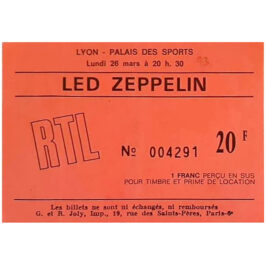 LYON - PALAIS DES SPORTS
Lundi 26 mars à 20 h. 30
73
LED ZEPPELIN
RTL
No 004291
20 F
1 FRANC PERÇU EN SUS
POUR TIMBRE ET PRIME DE LOCATION
Les billets ne sont ni échangés, ni remboursés
G. et R. Joly, Imp., 19, rue des Saints-Pères, Paris-6e